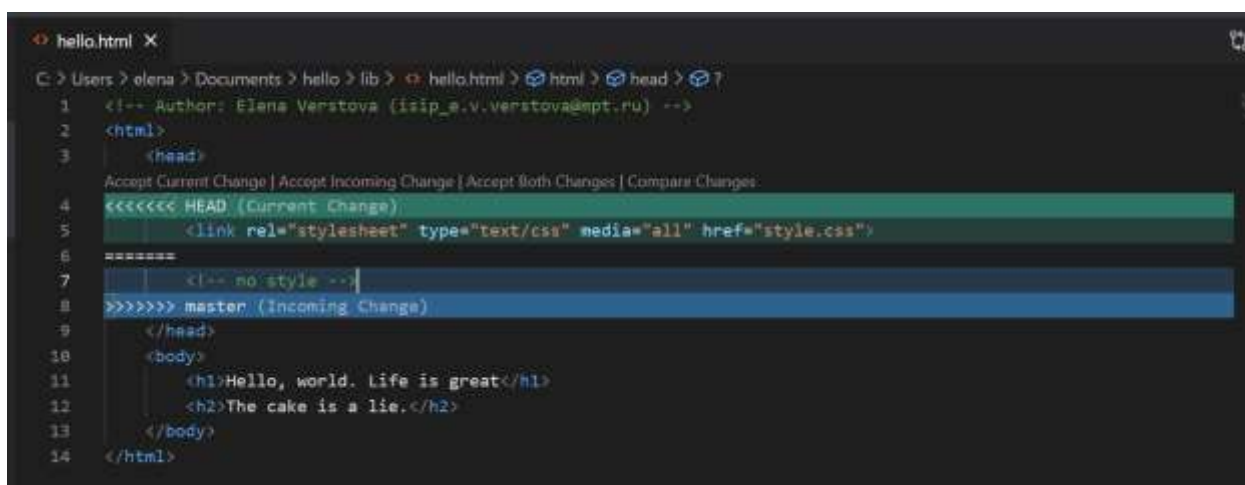 hello.html ×
C: > Users > elena > Documents > hello > lib > hello.html > html > head > ?
1 <!-- Author: Elena Verstova (isip_e.v.verstova@mpt.ru) -->
2 <html>
3 <head>
Accept Current Change | Accept Incoming Change | Accept Both Changes | Compare Changes
4 <<<<<<< HEAD (Current Change)
5 <link rel="stylesheet" type="text/css" media="all" href="style.css">
6 =======
7 <!-- no style -->
8 >>>>>>> master (Incoming Change)
9 </head>
10 <body>
11 <h1>Hello, world. Life is great</h1>
12 <h2>The cake is a lie.</h2>
13 </body>
14 </html>